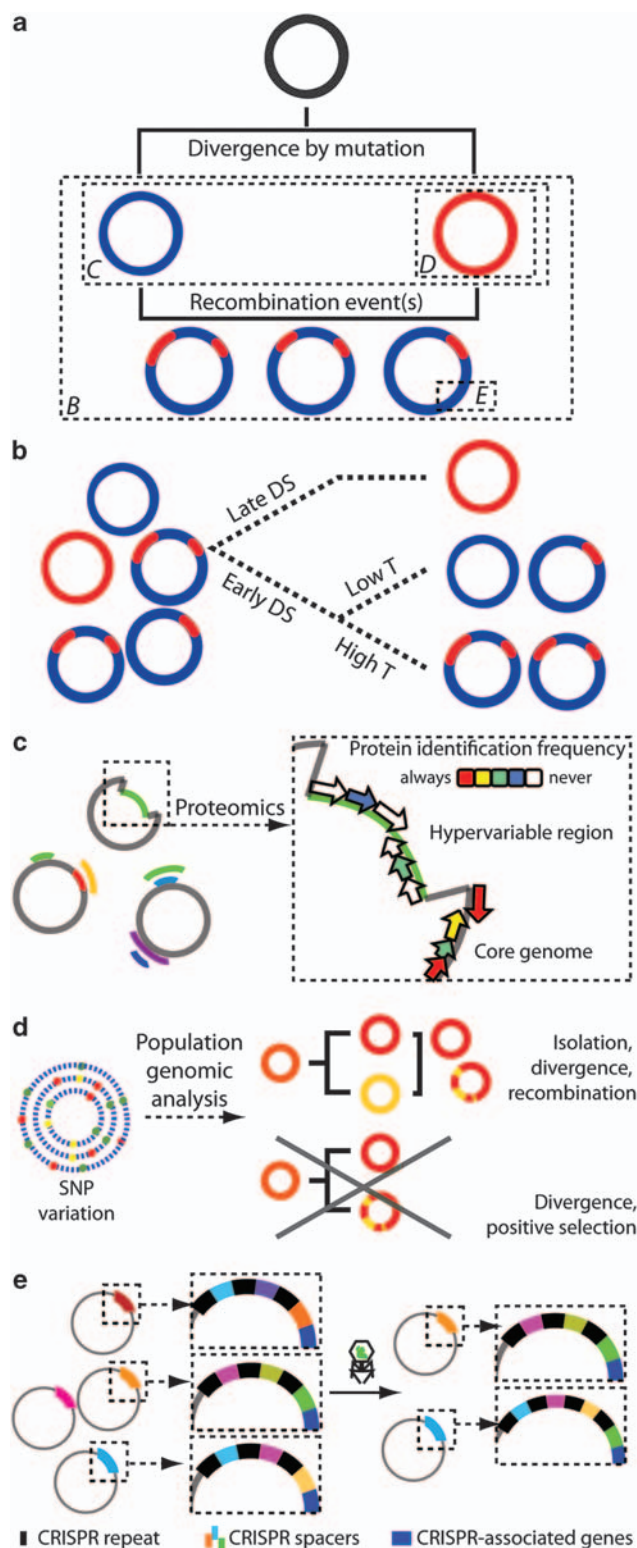 a
Divergence by mutation
C
D
Recombination event(s)
B
E
b
Late DS
Early DS
Low T
High T
c
Proteomics
Protein identification frequency
always
never
Hypervariable region
Core genome
d
Population
genomic
analysis
SNP
variation
Isolation,
divergence,
recombination
Divergence,
positive selection
e
CRISPR repeat
CRISPR spacers
CRISPR-associated genes